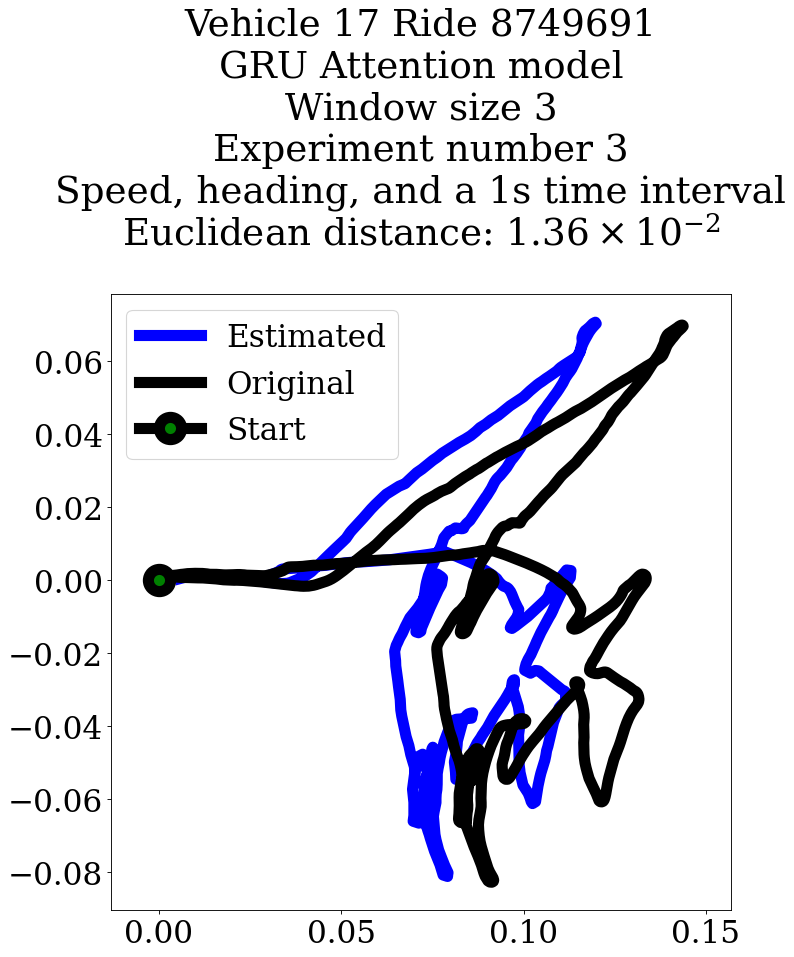 Vehicle 17 Ride 8749691
GRU Attention model
Window size 3
Experiment number 3
Speed, heading, and a 1s time interval
Euclidean distance: 1.36 × 10⁻²
Estimated
Original
Start
0.06
0.04
0.02
0.00
−0.02
−0.04
−0.06
−0.08
0.00 0.05 0.10 0.15